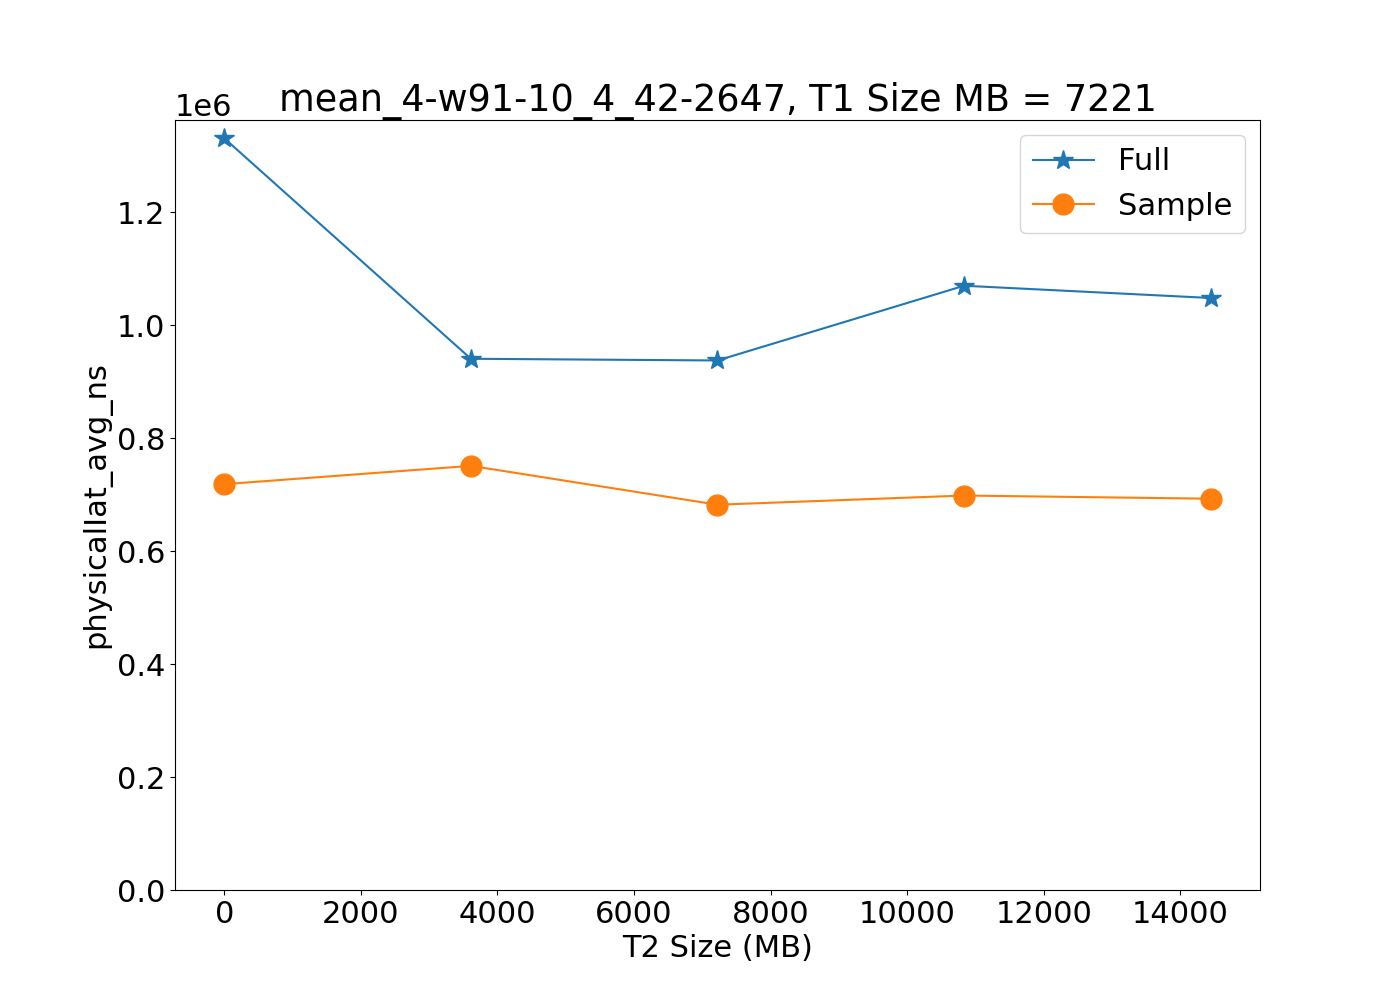 mean_4-w91-10_4_42-2647, T1 Size MB = 7221
1e6
Full
Sample
1.2
1.0
0.8
0.6
0.4
0.2
0.0
physicallat_avg_ns
0 2000 4000 6000 8000 10000 12000 14000
T2 Size (MB)